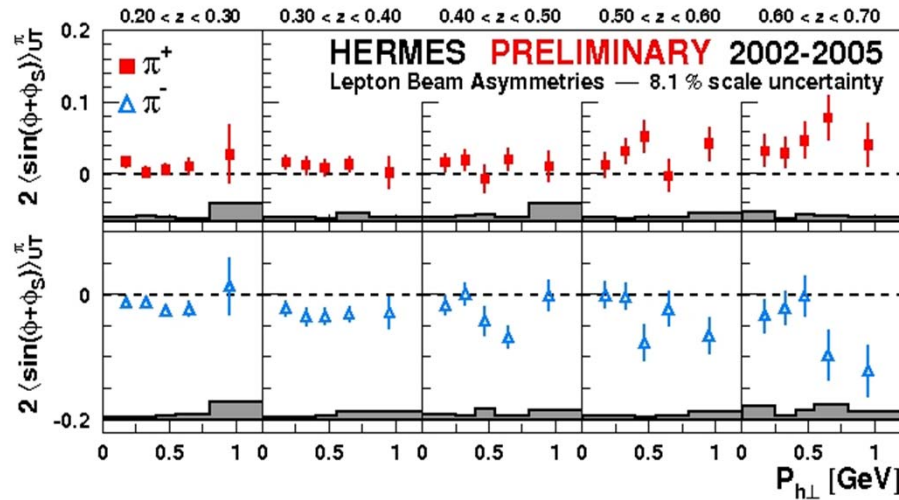 0.20 < z < 0.30 0.30 < z < 0.40 0.40 < z < 0.50 0.50 < z < 0.60 0.60 < z < 0.70
HERMES PRELIMINARY 2002-2005
Lepton Beam Asymmetries — 8.1 % scale uncertainty
π+
π-
2 ⟨sin(ϕ+ϕS)⟩πUT
0.2
0.1
0
2 ⟨sin(ϕ+ϕS)⟩πUT
0
-0.2
0 0.5 1 0 0.5 1 0 0.5 1 0 0.5 1 0 0.5 1
Ph⊥ [GeV]